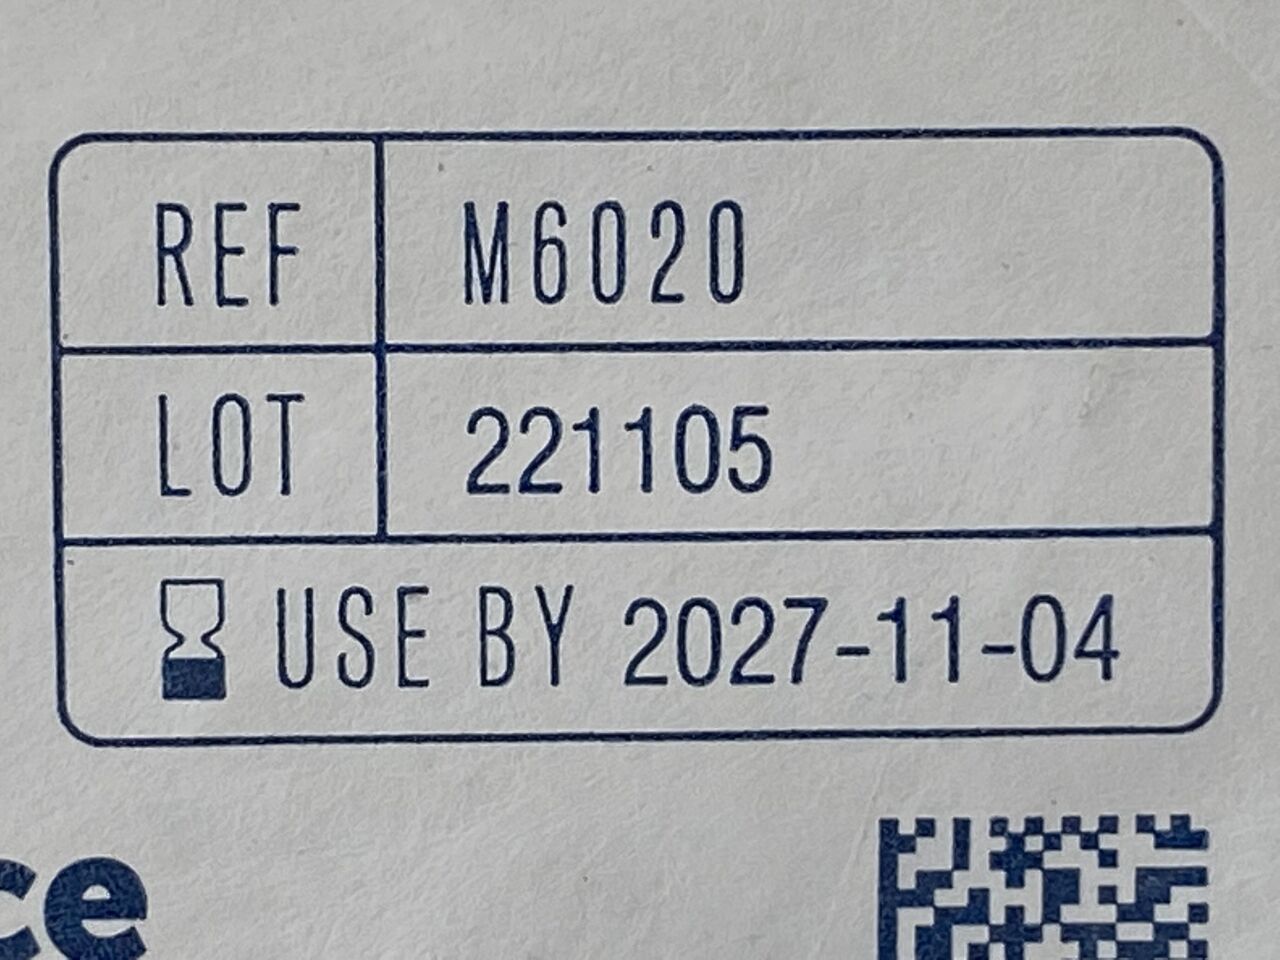 REF M6020
LOT 221105
USE BY 2027-11-04
ce